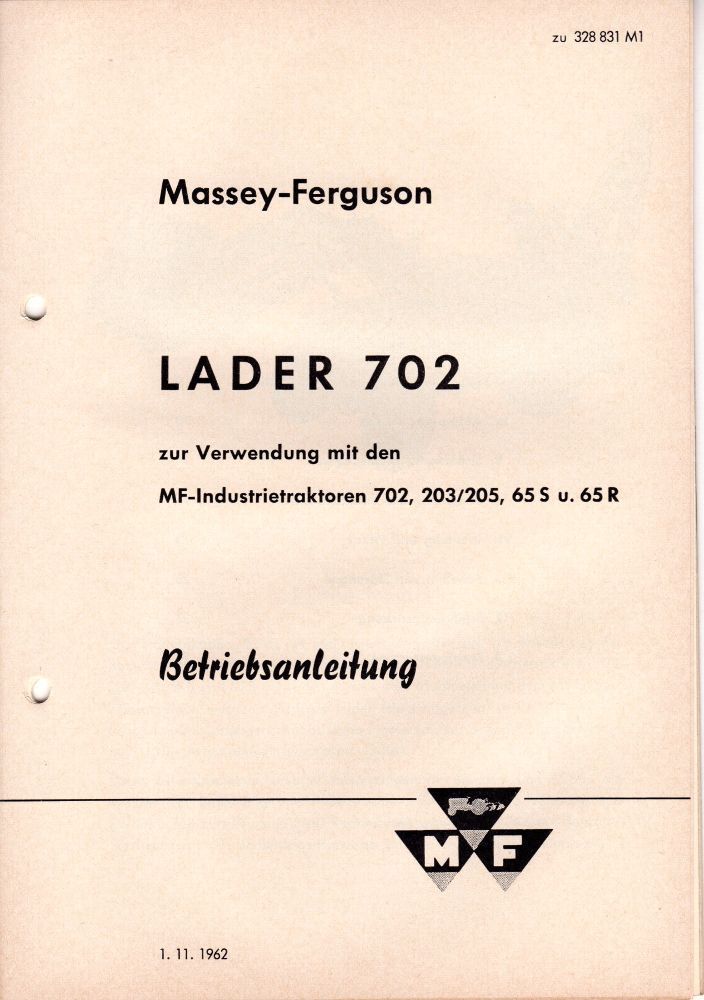 zu 328 831 M1
Massey-Ferguson
LADER 702
zur Verwendung mit den
MF-Industrietraktoren 702, 203/205, 65 S u. 65 R
Betriebsanleitung
M F
1. 11. 1962